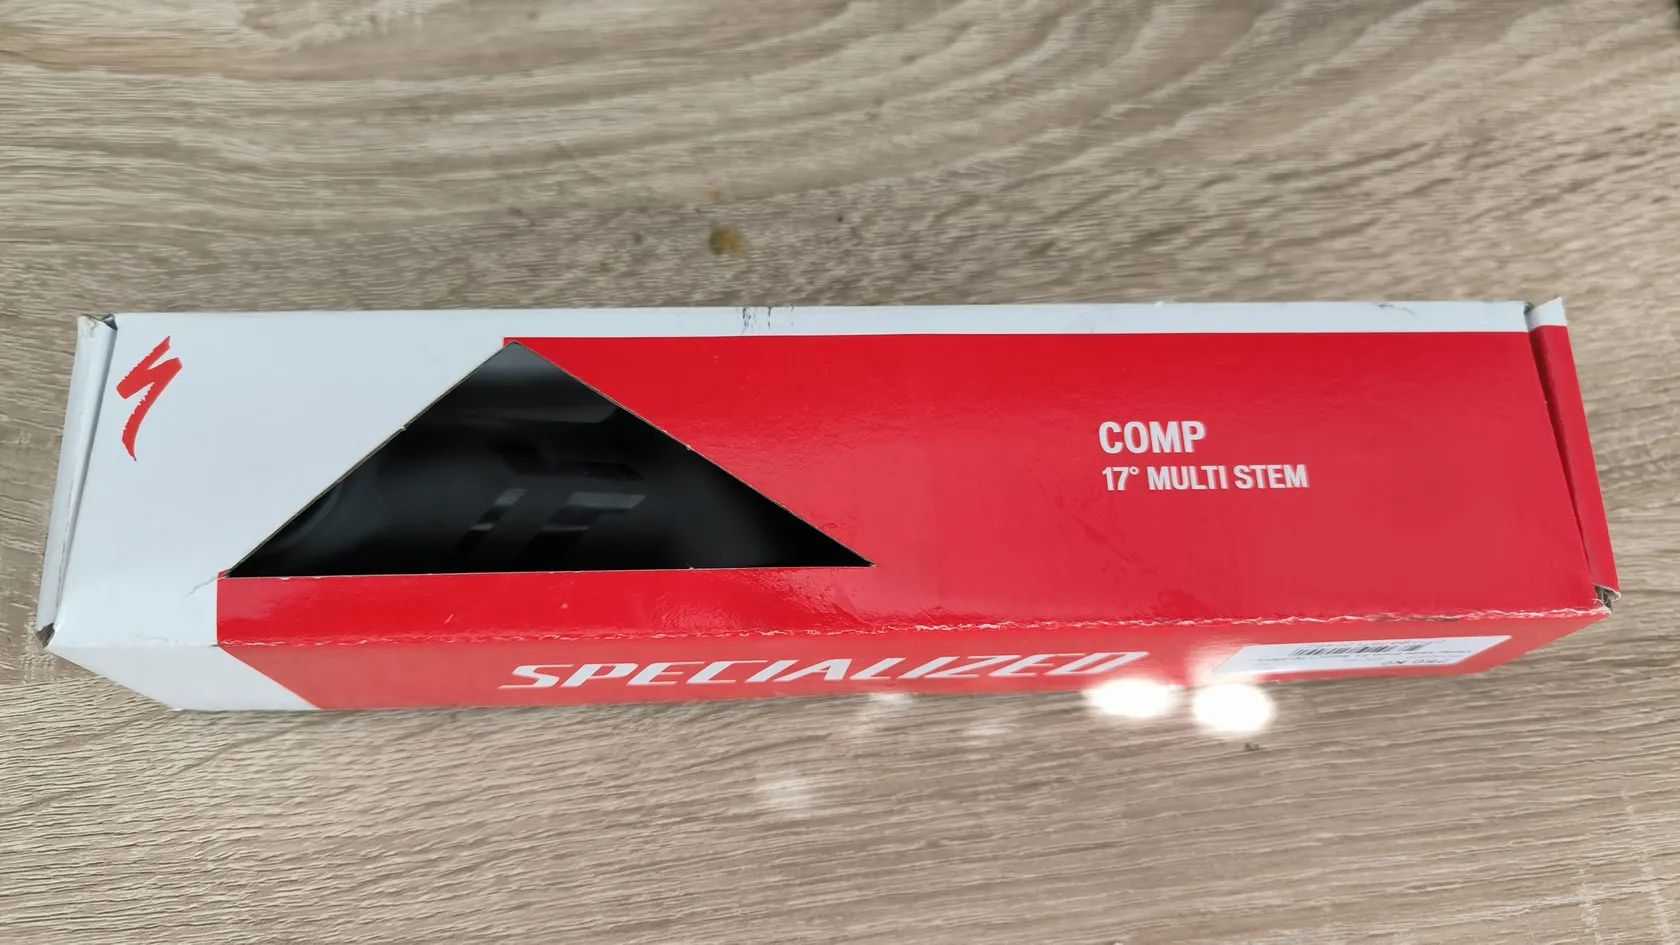 COMP
17° MULTI STEM
SPECIALIZED